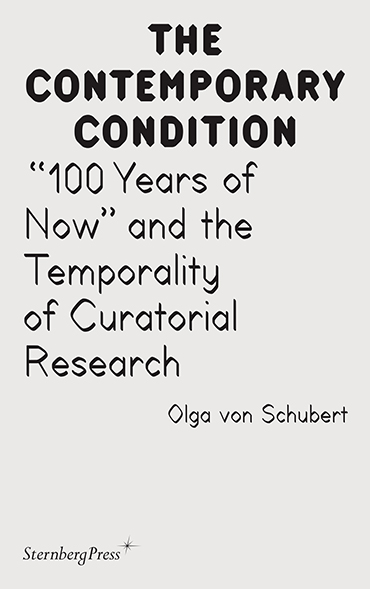 THE
CONTEMPORARY
CONDITION
“100 Years of
Now” and the
Temporality
of Curatorial
Research
Olga von Schubert
SternbergPress